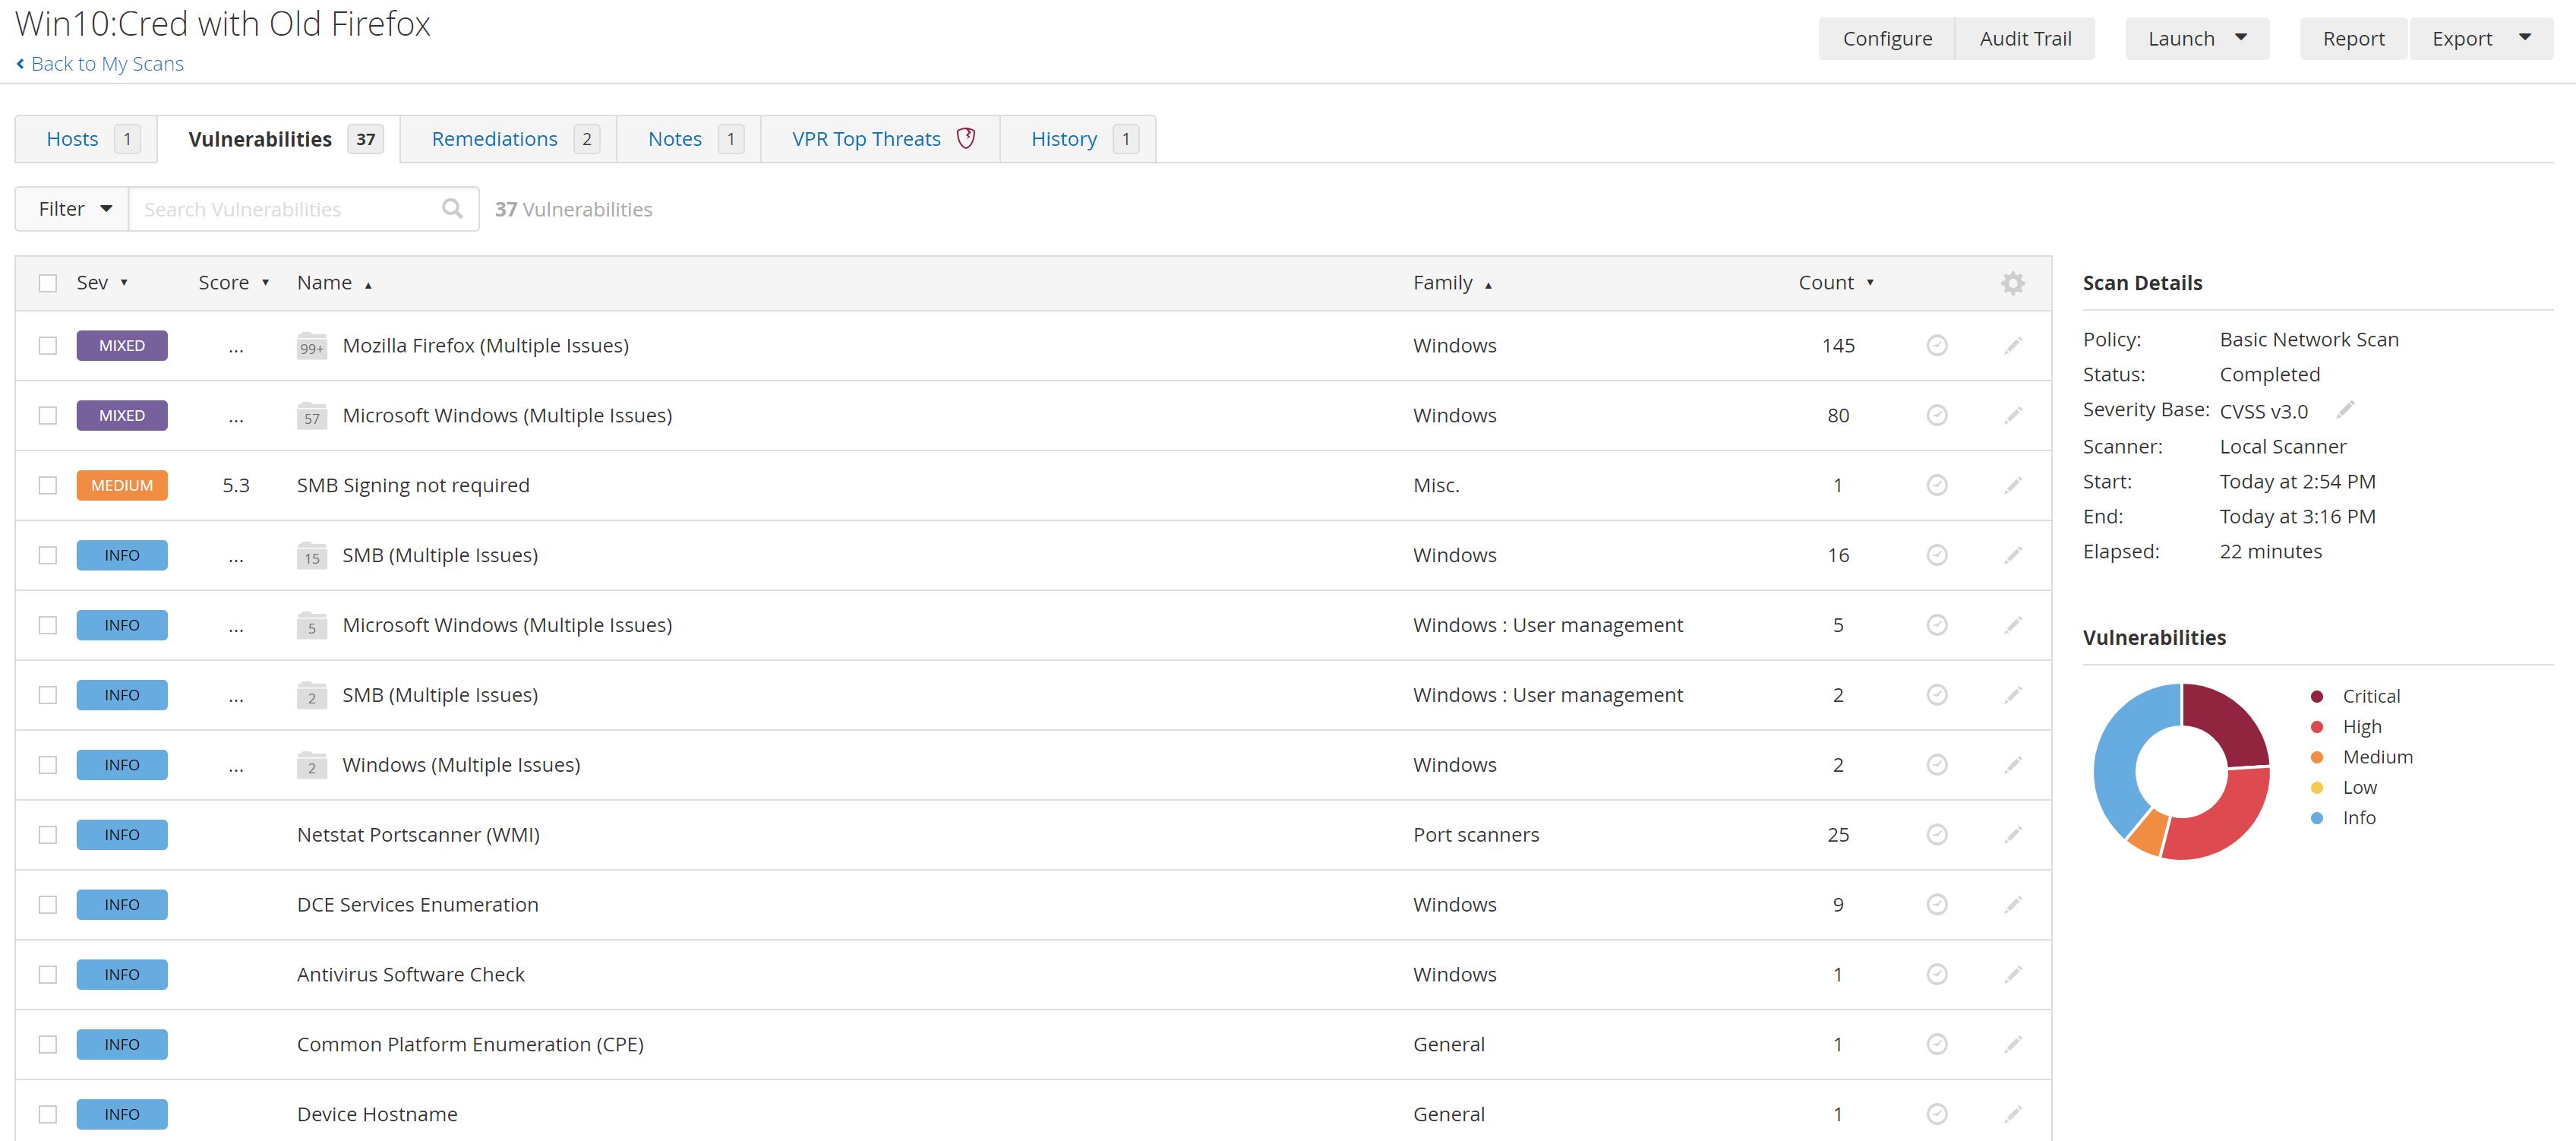 Win10:Cred with Old Firefox
Back to My Scans
Configure Audit Trail Launch Report Export
Hosts 1 Vulnerabilities 37 Remediations 2 Notes 1 VPR Top Threats History 1
Filter Search Vulnerabilities 37 Vulnerabilities
Sev Score Name Family Count
MIXED ... 99+ Mozilla Firefox (Multiple Issues) Windows 145
MIXED ... 57 Microsoft Windows (Multiple Issues) Windows 80
MEDIUM 5.3 SMB Signing not required Misc. 1
INFO ... 15 SMB (Multiple Issues) Windows 16
INFO ... 5 Microsoft Windows (Multiple Issues) Windows : User management 5
INFO ... 2 SMB (Multiple Issues) Windows : User management 2
INFO ... 2 Windows (Multiple Issues) Windows 2
INFO Netstat Portscanner (WMI) Port scanners 25
INFO DCE Services Enumeration Windows 9
INFO Antivirus Software Check Windows 1
INFO Common Platform Enumeration (CPE) General 1
INFO Device Hostname General 1
Scan Details
Policy: Basic Network Scan
Status: Completed
Severity Base: CVSS v3.0
Scanner: Local Scanner
Start: Today at 2:54 PM
End: Today at 3:16 PM
Elapsed: 22 minutes
Vulnerabilities
Critical
High
Medium
Low
Info